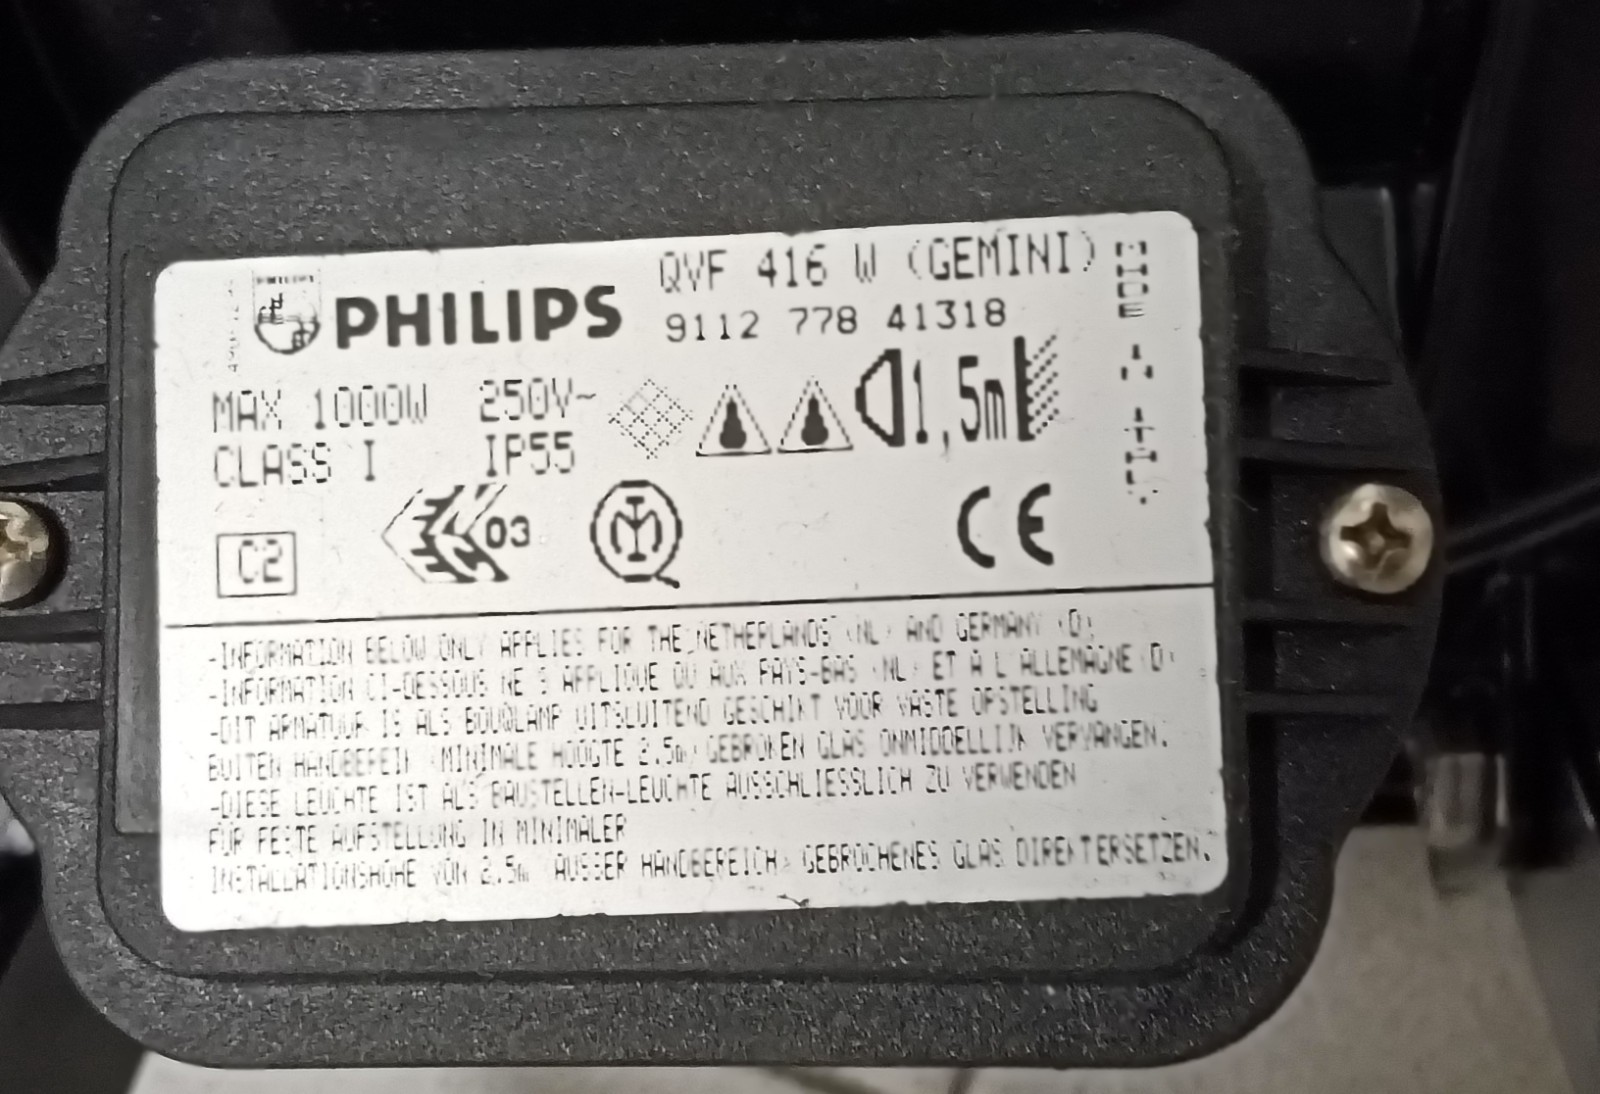 PHILIPS
QVF 416 W (GEMINI)
9112 778 41318
MADE IN ITALY
MAX 1000W 250V~
1,5m
CLASS I IP55
C2
03
CE
-INFORMATION BELOW ONLY APPLIES FOR THE NETHERLANDS (NL) AND GERMANY (D)
-INFORMATION CI-DESSOUS NE S APPLIQUE QU AUX PAYS-BAS (NL) ET A L'ALLEMAGNE (D)
-DIT ARMATUUR IS ALS BOUWLAMP UITSLUITEND GESCHIKT VOOR VASTE OPSTELLING
BUITEN HANDBEREIK (MINIMALE HOOGTE 2.5m) GEBROKEN GLAS ONMIDDELLIJK VERVANGEN.
-DIESE LEUCHTE IST ALS BAUSTELLEN-LEUCHTE AUSSCHLIESSLICH ZU VERWENDEN
FÜR FESTE AUFSTELLUNG IN MINIMALER
INSTALLATIONSHÖHE VON 2.5m (AUSSER HANDBEREICH) GEBROCHENES GLAS DIREKT ERSETZEN.